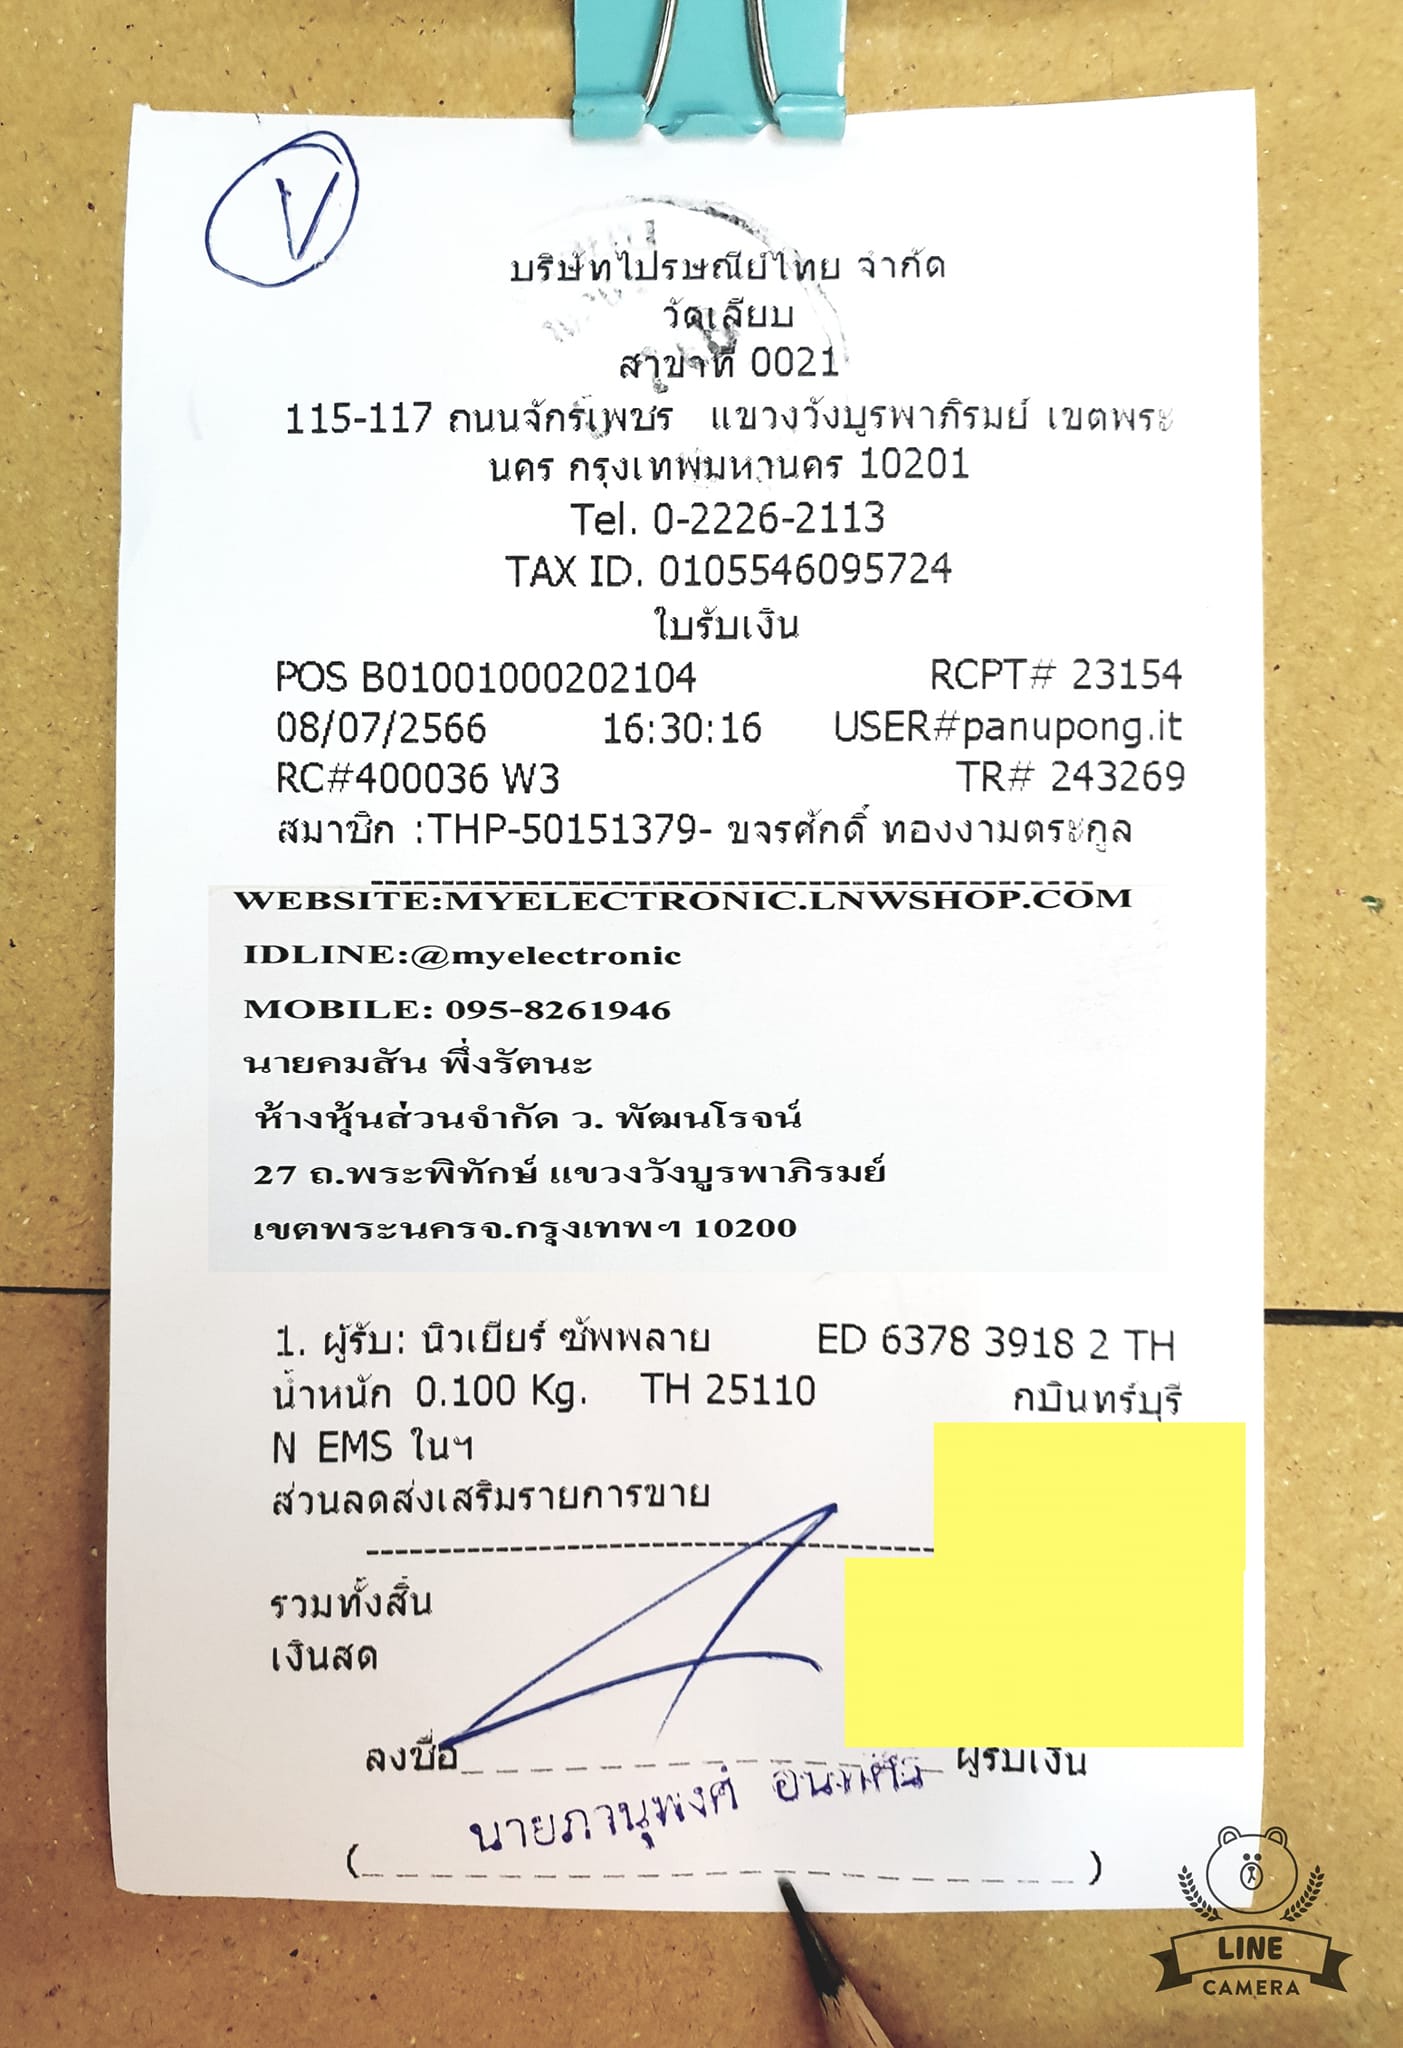 V
บริษัทไปรษณีย์ไทย จำกัด
วัดเลียบ
สาขาที่ 0021
115-117 ถนนจักร์เพชร แขวงวังบูรพาภิรมย์ เขตพระ
นคร กรุงเทพมหานคร 10201
Tel. 0-2226-2113
TAX ID. 0105546095724
ใบรับเงิน
POS B01001000202104 RCPT# 23154
08/07/2566 16:30:16 USER#panupong.it
RC#400036 W3 TR# 243269
สมาชิก :THP-50151379- ขจรศักดิ์ ทองงามตระกูล
WEBSITE:MYELECTRONIC.LNWSHOP.COM
IDLINE:@myelectronic
MOBILE: 095-8261946
นายคมสัน พึ่งรัตนะ
ห้างหุ้นส่วนจำกัด ว. พัฒนโรจน์
27 ถ.พระพิทักษ์ แขวงวังบูรพาภิรมย์
เขตพระนครจ.กรุงเทพฯ 10200
1. ผู้รับ: นิวเยียร์ ซัพพลาย ED 6378 3918 2 TH
น้ำหนัก 0.100 Kg. TH 25110 กบินทร์บุรี
N EMS ในฯ
ส่วนลดส่งเสริมรายการขาย
รวมทั้งสิ้น
เงินสด
ลงชื่อ ผู้รับเงิน
นายภานุพงศ์
( )
LINE
CAMERA